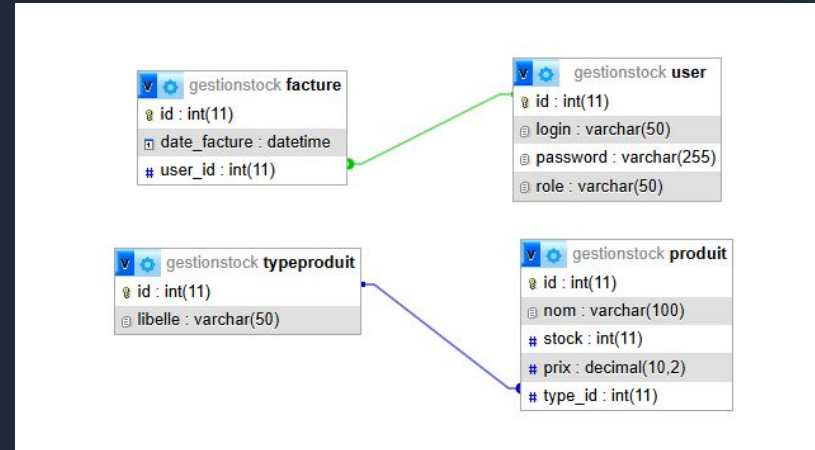 gestionstock facture
id : int(11)
date_facture : datetime
# user_id : int(11)
gestionstock user
id : int(11)
login : varchar(50)
password : varchar(255)
role : varchar(50)
gestionstock typeproduit
id : int(11)
libelle : varchar(50)
gestionstock produit
id : int(11)
nom : varchar(100)
# stock : int(11)
# prix : decimal(10,2)
# type_id : int(11)